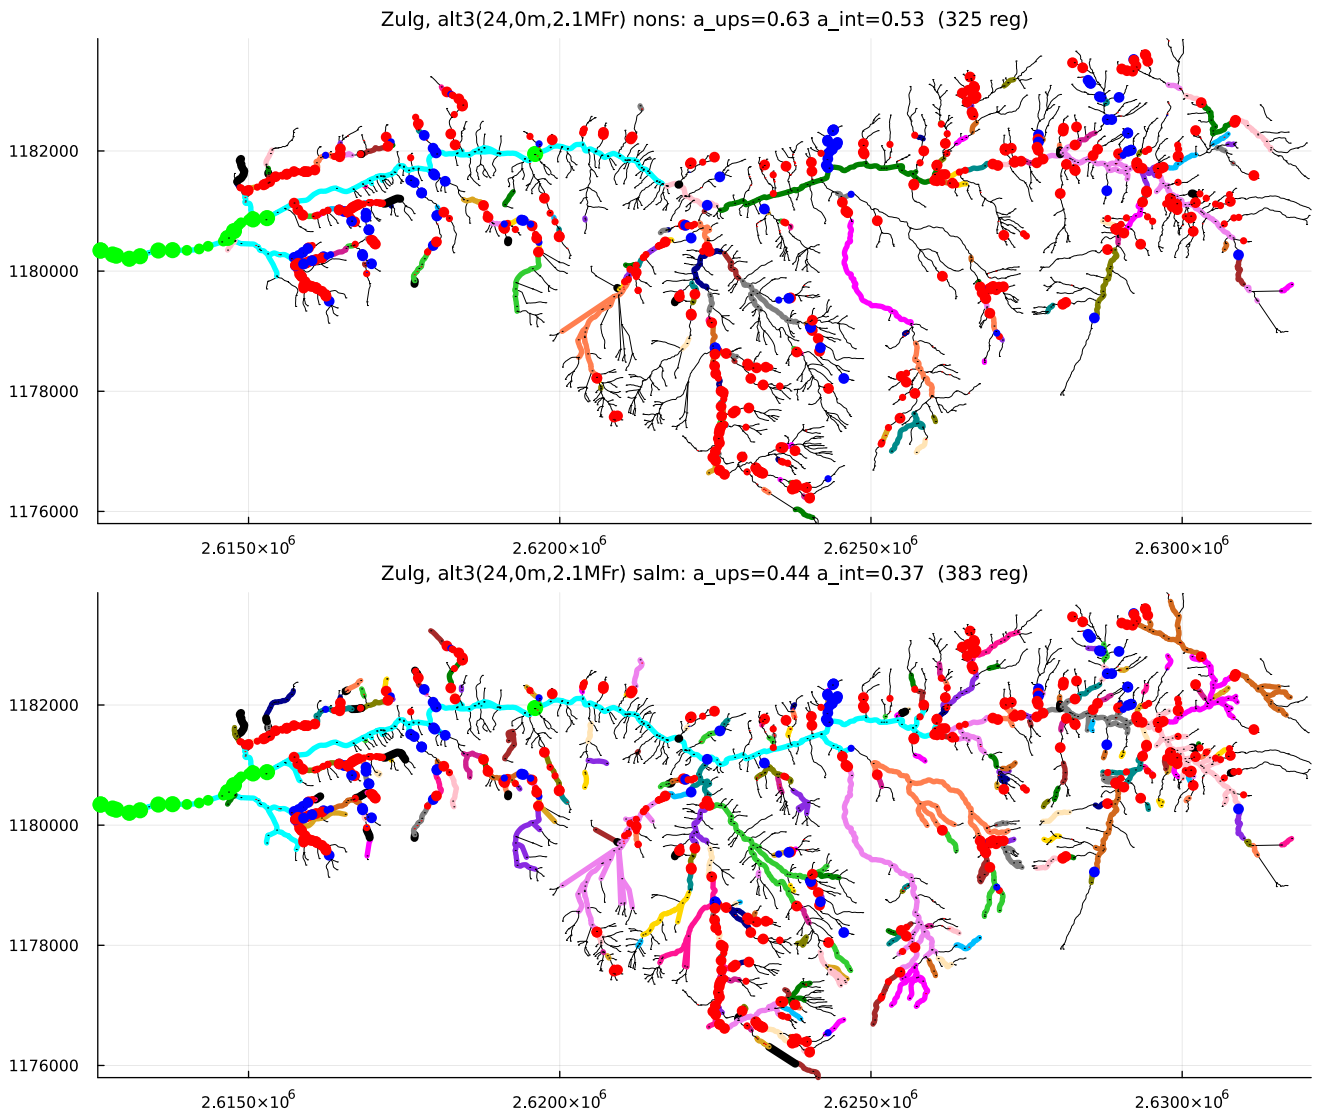 Zulg, alt3(24,0m,2.1MFr) nons: a_ups=0.63 a_int=0.53  (325 reg)
1182000
1180000
1178000
1176000
2.6150×10⁶ 2.6200×10⁶ 2.6250×10⁶ 2.6300×10⁶
Zulg, alt3(24,0m,2.1MFr) salm: a_ups=0.44 a_int=0.37  (383 reg)
1182000
1180000
1178000
1176000
2.6150×10⁶ 2.6200×10⁶ 2.6250×10⁶ 2.6300×10⁶